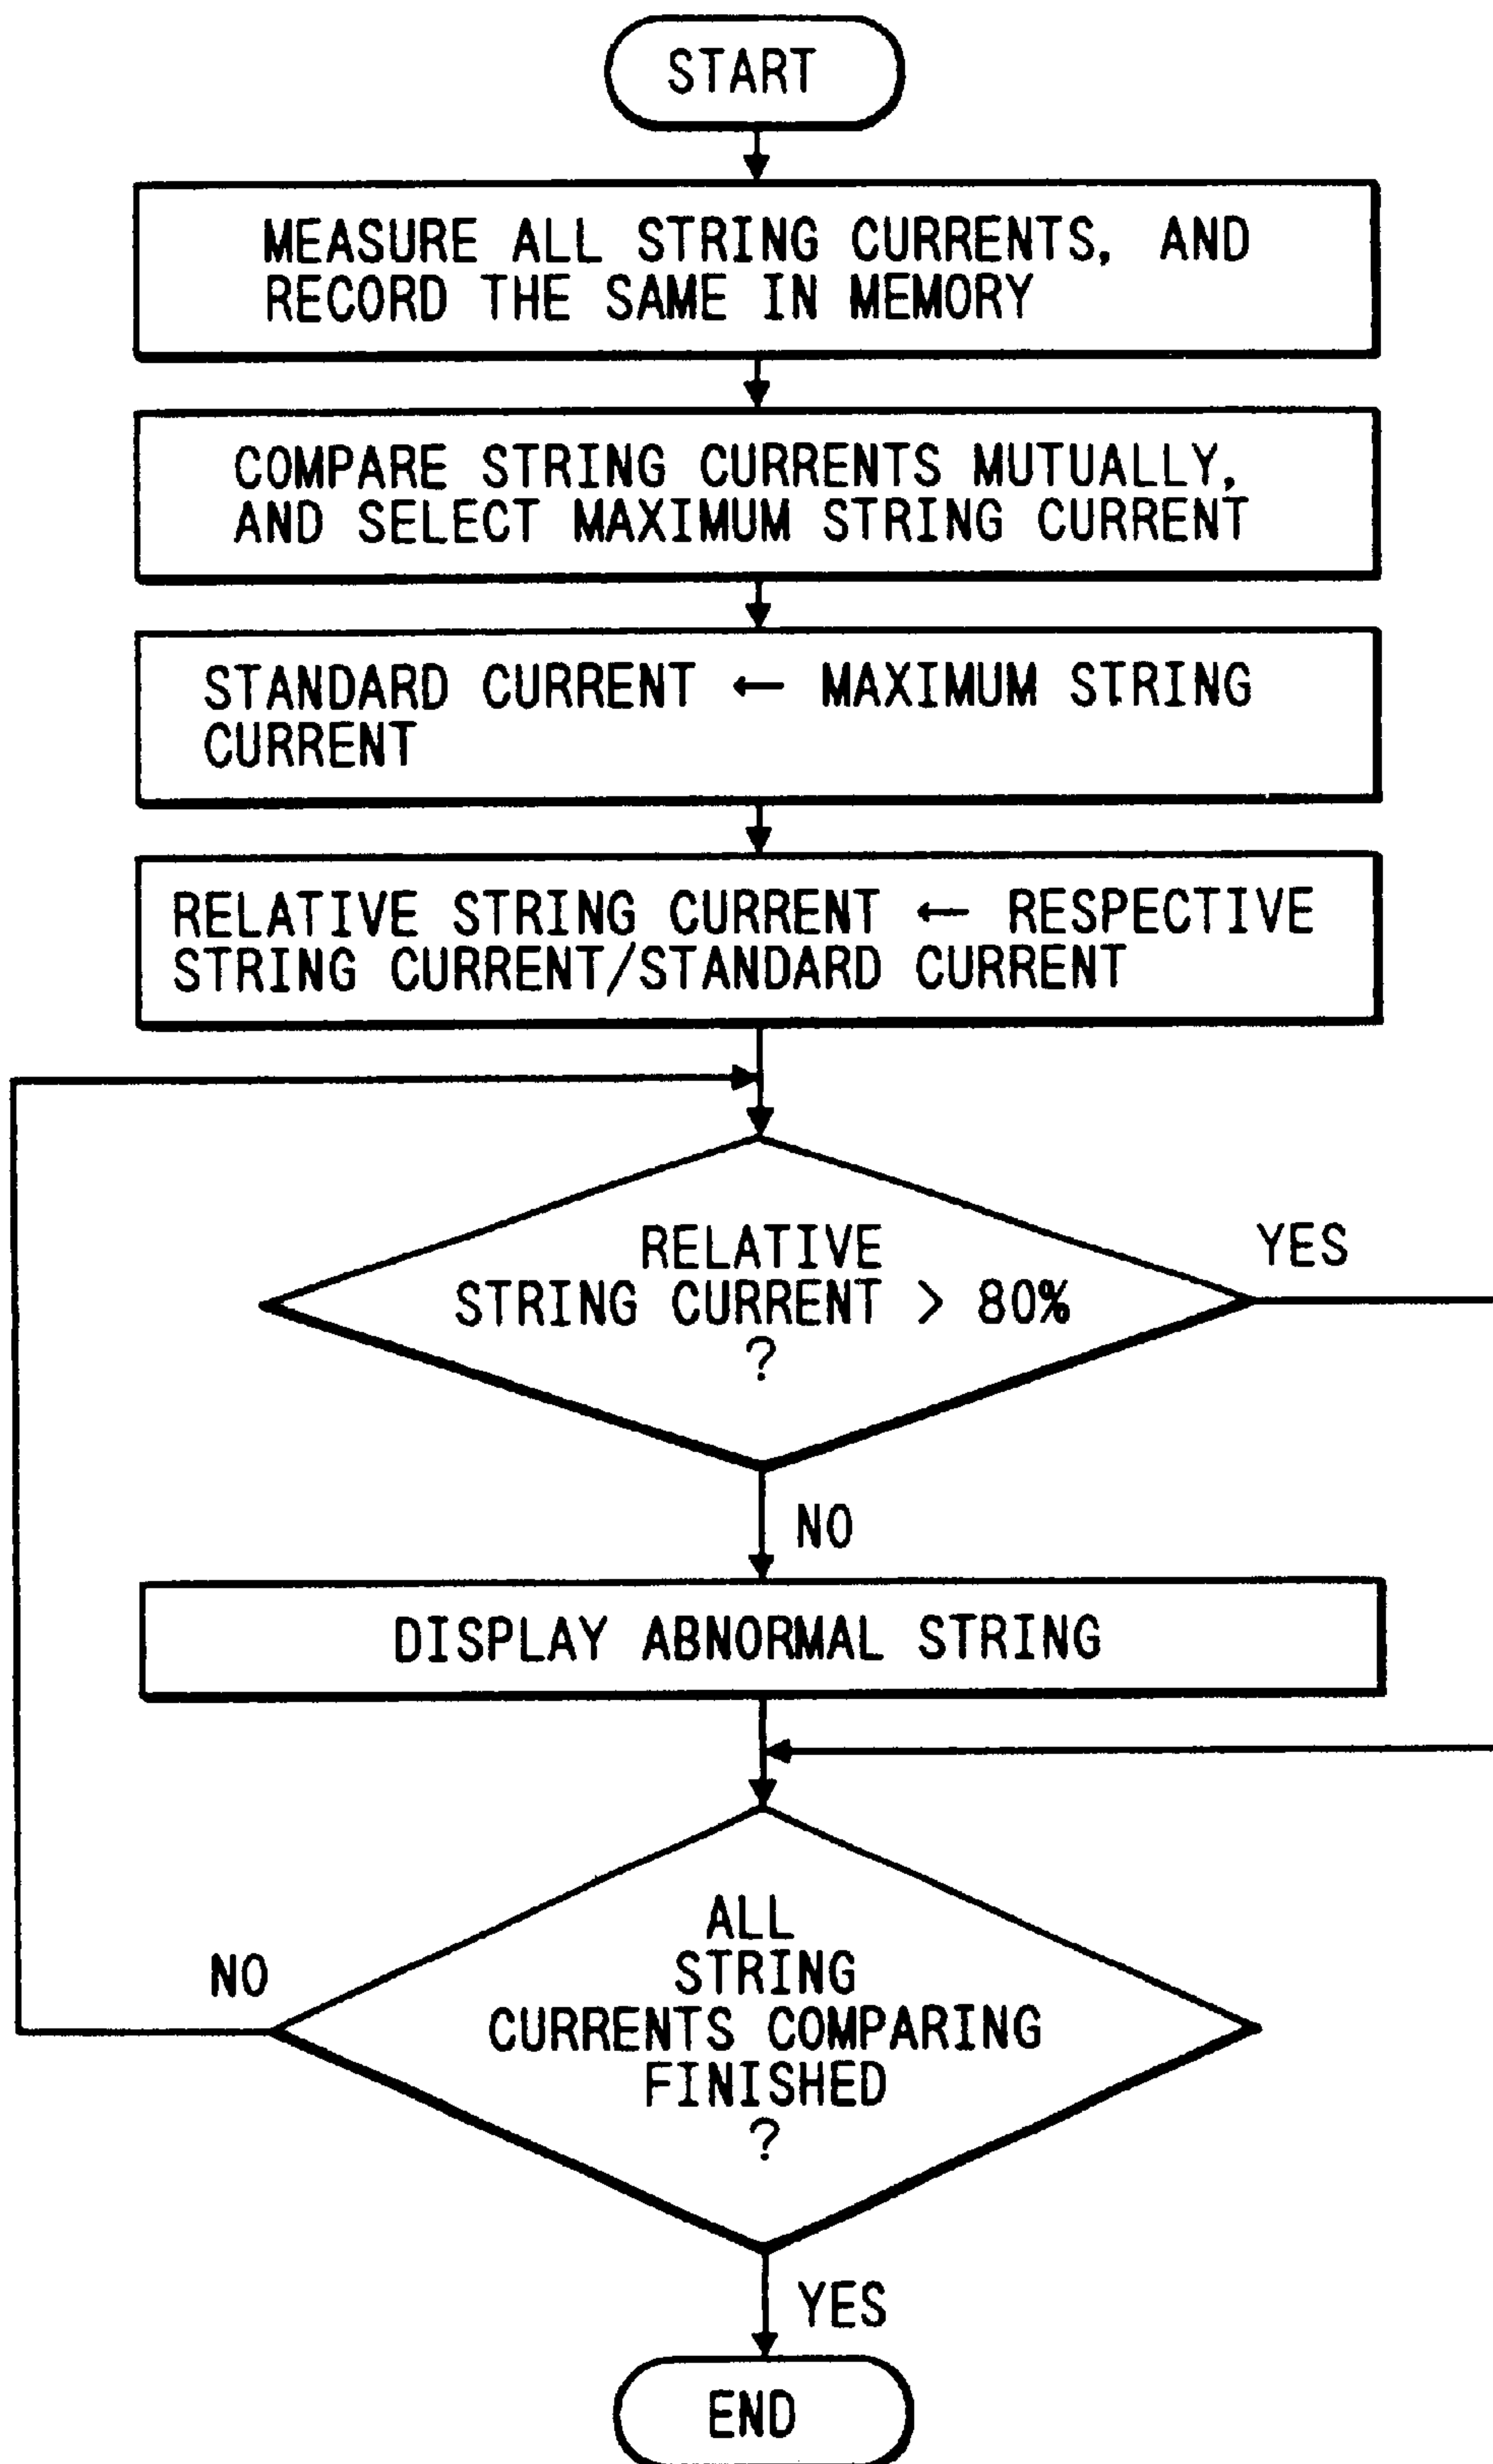 START
MEASURE ALL STRING CURRENTS, AND
RECORD THE SAME IN MEMORY
COMPARE STRING CURRENTS MUTUALLY,
AND SELECT MAXIMUM STRING CURRENT
STANDARD CURRENT ← MAXIMUM STRING
CURRENT
RELATIVE STRING CURRENT ← RESPECTIVE
STRING CURRENT/STANDARD CURRENT
RELATIVE
STRING CURRENT > 80%
?
YES
NO
DISPLAY ABNORMAL STRING
ALL
STRING
CURRENTS COMPARING
FINISHED
?
NO
YES
END